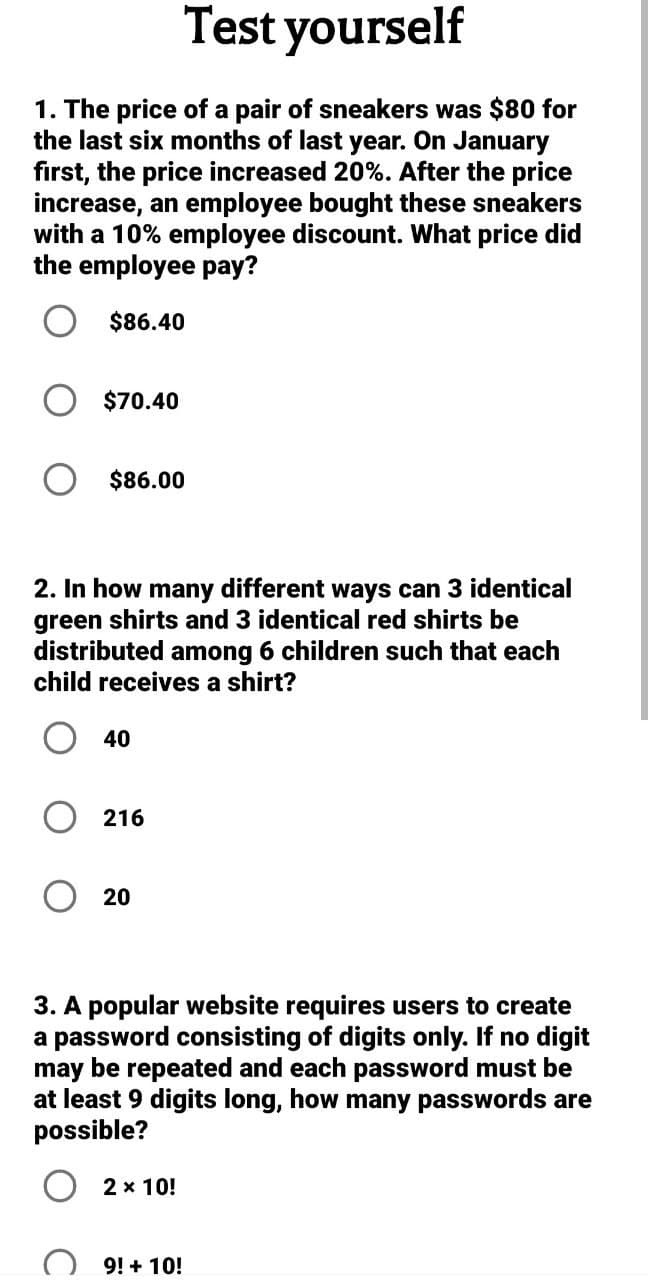 Test yourself
1. The price of a pair of sneakers was $80 for
the last six months of last year. On January
first, the price increased 20%. After the price
increase, an employee bought these sneakers
with a 10% employee discount. What price did
the employee pay?
$86.40
$70.40
$86.00
2. In how many different ways can 3 identical
green shirts and 3 identical red shirts be
distributed among 6 children such that each
child receives a shirt?
40
216
20
3. A popular website requires users to create
a password consisting of digits only. If no digit
may be repeated and each password must be
at least 9 digits long, how many passwords are
possible?
2 × 10!
9! + 10!